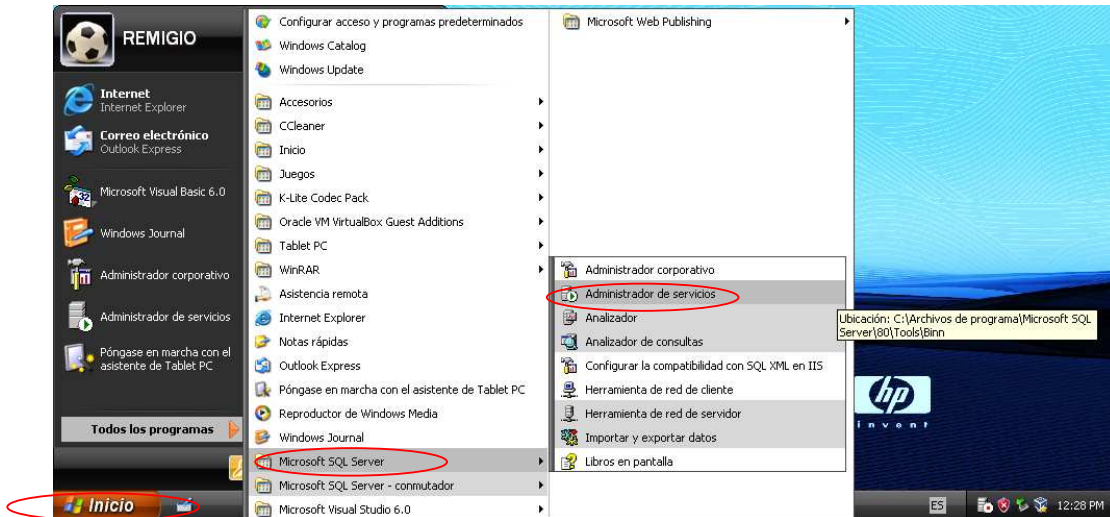 REMIGIO
Internet
Internet Explorer
Correo electrónico
Outlook Express
Microsoft Visual Basic 6.0
Windows Journal
Administrador corporativo
Administrador de servicios
Póngase en marcha con el
asistente de Tablet PC
Todos los programas
Inicio
Configurar acceso y programas predeterminados
Windows Catalog
Windows Update
Accesorios
CCleaner
Inicio
Juegos
K-Lite Codec Pack
Oracle VM VirtualBox Guest Additions
Tablet PC
WinRAR
Asistencia remota
Internet Explorer
Notas rápidas
Outlook Express
Póngase en marcha con el asistente de Tablet PC
Reproductor de Windows Media
Windows Journal
Microsoft SQL Server
Microsoft SQL Server - conmutador
Microsoft Visual Studio 6.0
Microsoft Web Publishing
Administrador corporativo
Administrador de servicios
Analizador
Analizador de consultas
Configurar la compatibilidad con SQL XML en IIS
Herramienta de red de cliente
Herramienta de red de servidor
Importar y exportar datos
Libros en pantalla
Ubicación: C:\Archivos de programa\Microsoft SQL
Server\80\Tools\Binn
hp
invent
ES
12:28 PM